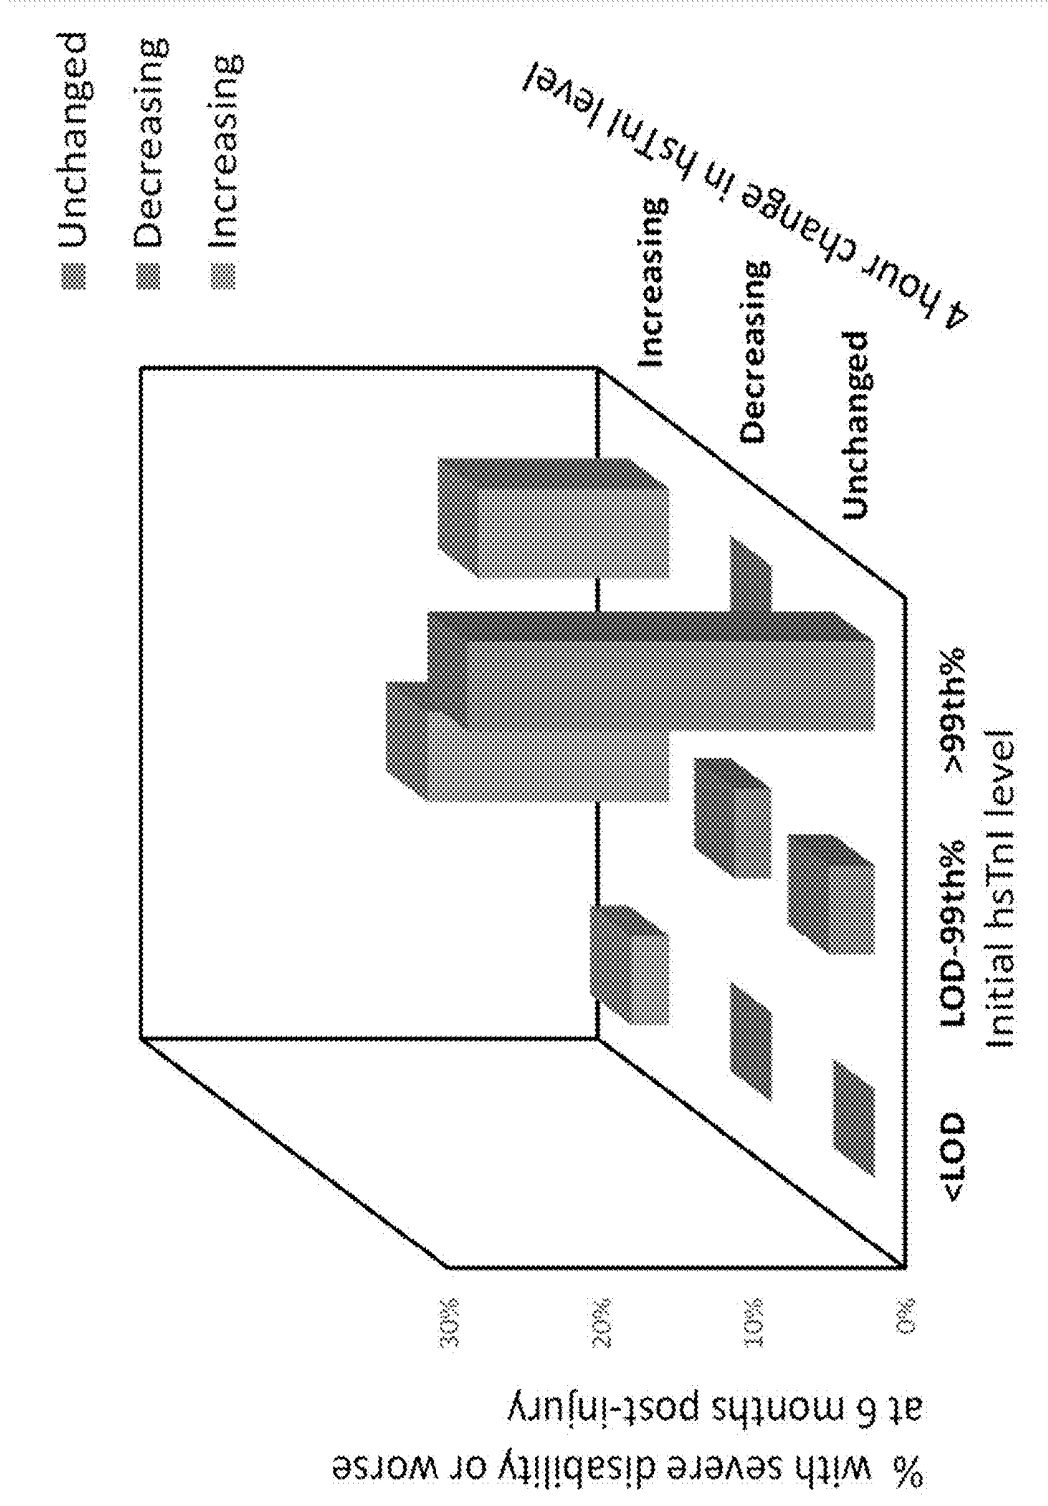 Unchanged
Decreasing
Increasing
% with severe disability or worse
at 6 months post-injury
30%
20%
10%
0%
Increasing
Decreasing
Unchanged
4 hour change in hsTnI level
<LOD LOD-99th% >99th%
Initial hsTnI level